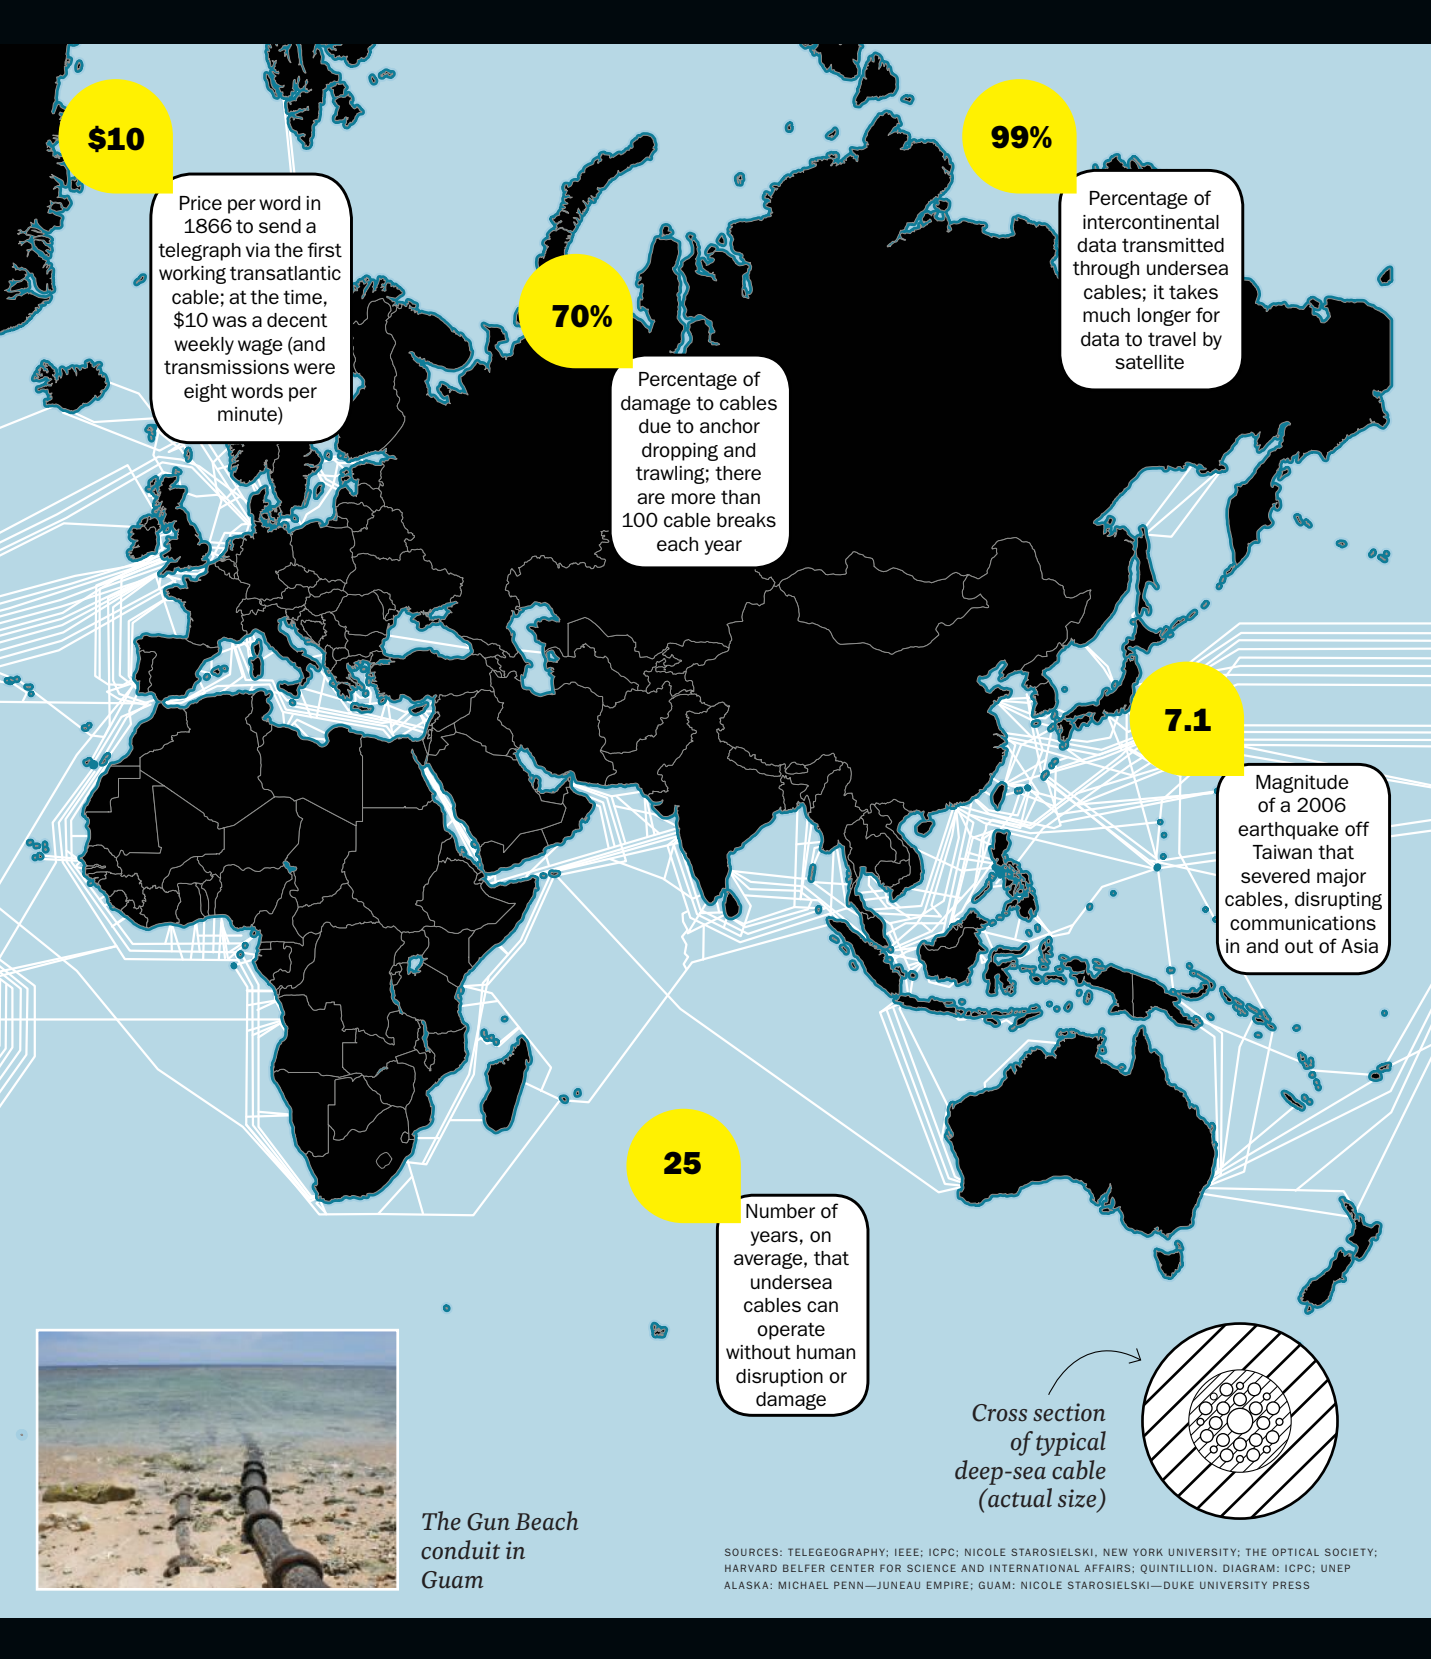 $10
Price per word in
1866 to send a
telegraph via the first
working transatlantic
cable; at the time,
$10 was a decent
weekly wage (and
transmissions were
eight words per
minute)
70%
Percentage of
damage to cables
due to anchor
dropping and
trawling; there
are more than
100 cable breaks
each year
99%
Percentage of
intercontinental
data transmitted
through undersea
cables; it takes
much longer for
data to travel by
satellite
7.1
Magnitude
of a 2006
earthquake off
Taiwan that
severed major
cables, disrupting
communications
in and out of Asia
25
Number of
years, on
average, that
undersea
cables can
operate
without human
disruption or
damage
The Gun Beach
conduit in
Guam
Cross section
of typical
deep-sea cable
(actual size)
SOURCES: TELEGEOGRAPHY; IEEE; ICPC; NICOLE STAROSIELSKI, NEW YORK UNIVERSITY; THE OPTICAL SOCIETY;
HARVARD BELFER CENTER FOR SCIENCE AND INTERNATIONAL AFFAIRS; QUINTILLION. DIAGRAM: ICPC; UNEP
ALASKA: MICHAEL PENN—JUNEAU EMPIRE; GUAM: NICOLE STAROSIELSKI—DUKE UNIVERSITY PRESS